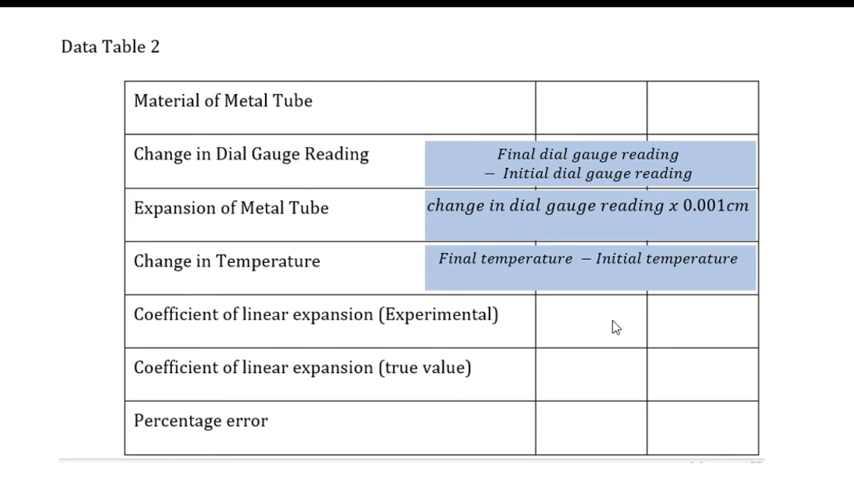 Data Table 2
Material of Metal Tube
Change in Dial Gauge Reading
Final dial gauge reading
− Initial dial gauge reading
Expansion of Metal Tube
change in dial gauge reading x 0.001cm
Change in Temperature
Final temperature − Initial temperature
Coefficient of linear expansion (Experimental)
Coefficient of linear expansion (true value)
Percentage error